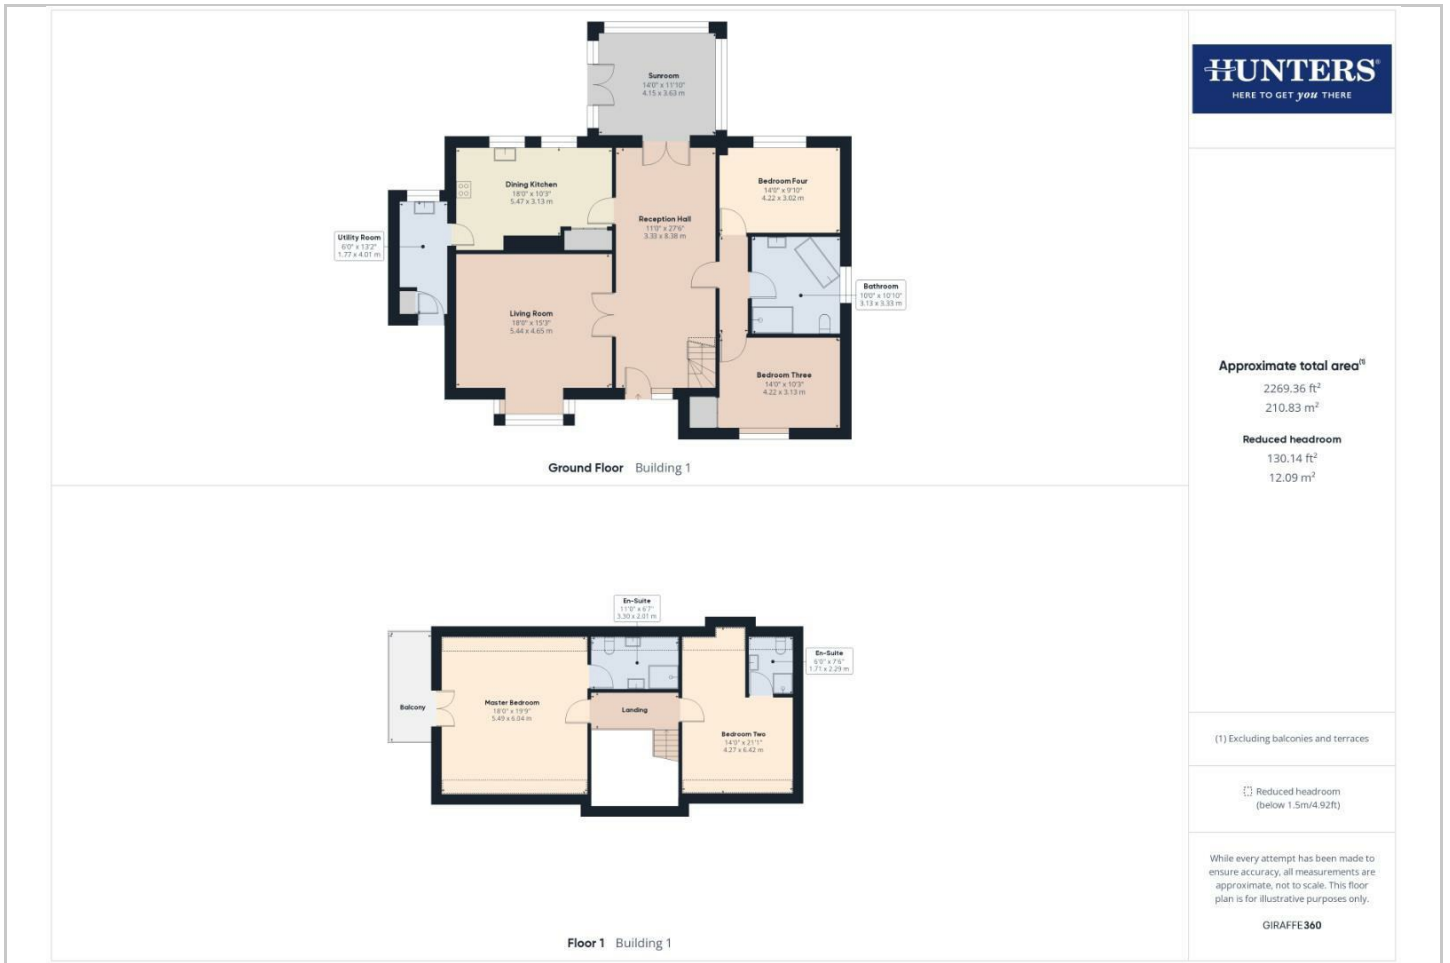 Sunroom
14'0" x 11'10"
4.15 x 3.63 m
Dining Kitchen
18'0" x 10'3"
5.47 x 3.13 m
Bedroom Four
14'0" x 9'10"
4.22 x 3.02 m
Reception Hall
11'0" x 27'6"
3.33 x 8.38 m
Utility Room
6'0" x 13'2"
1.77 x 4.01 m
Bathroom
10'0" x 10'10"
3.13 x 3.33 m
Living Room
18'0" x 15'3"
5.44 x 4.65 m
Bedroom Three
14'0" x 10'3"
4.22 x 3.13 m
Ground Floor Building 1
En-Suite
11'0" x 6'7"
3.30 x 2.01 m
En-Suite
6'0" x 7'6"
1.71 x 2.29 m
Master Bedroom
18'0" x 19'9"
5.49 x 6.04 m
Balcony
Landing
Bedroom Two
14'0" x 21'1"
4.27 x 6.42 m
Floor 1 Building 1
HUNTERS®
HERE TO GET you THERE
Approximate total area(1)
2269.36 ft²
210.83 m²
Reduced headroom
130.14 ft²
12.09 m²
(1) Excluding balconies and terraces
Reduced headroom
(below 1.5m/4.92ft)
While every attempt has been made to
ensure accuracy, all measurements are
approximate, not to scale. This floor
plan is for illustrative purposes only.
GIRAFFE360